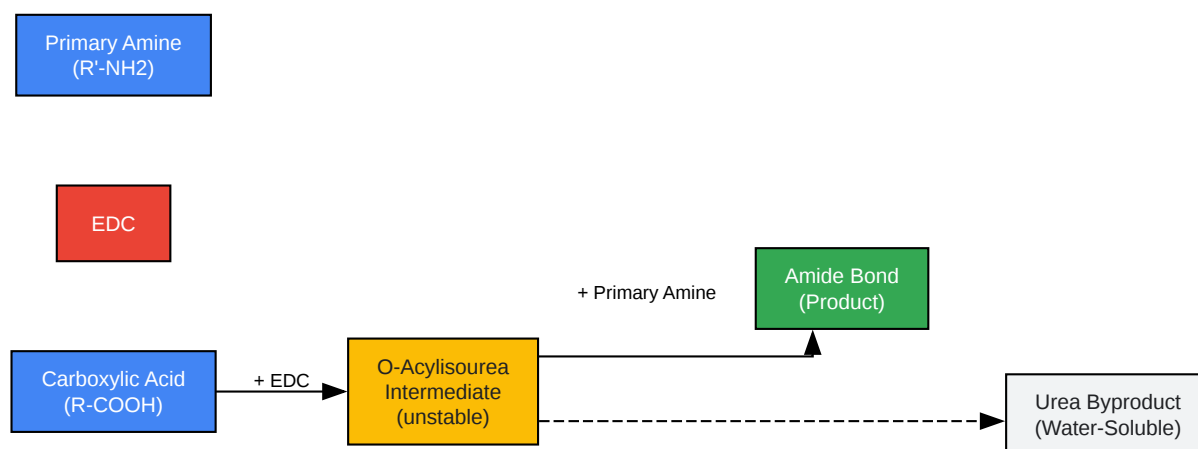 Primary Amine
(R'-NH2)
EDC
+ Primary Amine
Amide Bond
(Product)
Carboxylic Acid
(R-COOH)
+ EDC
O-Acylisourea
Intermediate
(unstable)
Urea Byproduct
(Water-Soluble)